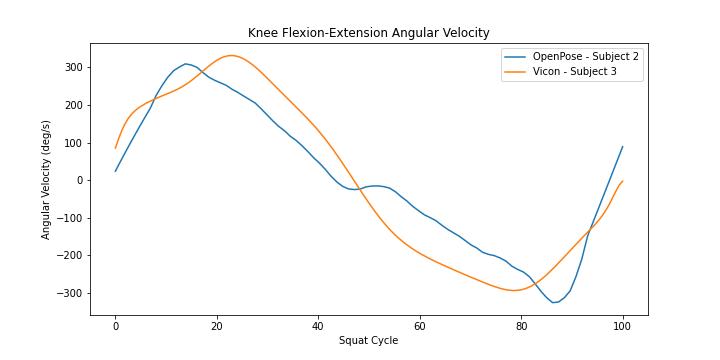 Knee Flexion-Extension Angular Velocity
OpenPose - Subject 2
Vicon - Subject 3
300
200
100
0
−100
−200
−300
Angular Velocity (deg/s)
0 20 40 60 80 100
Squat Cycle